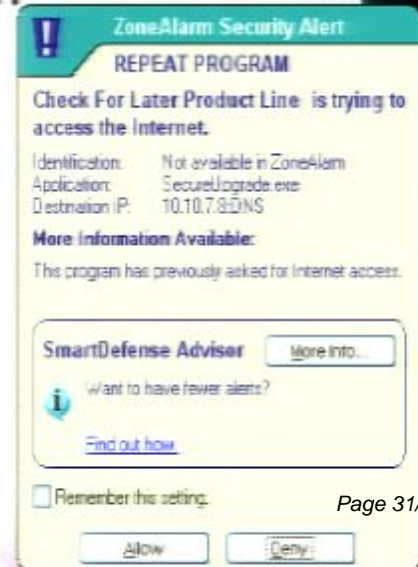 ZoneAlarm Security Alert
REPEAT PROGRAM
Check For Later Product Line is trying to
access the Internet.
Identification: Not available in ZoneAlarm
Application: SecureUpgrade.exe
Destination IP: 10.10.7.8:DNS
More Information Available:
This program has previously asked for Internet access.
SmartDefense Advisor
More Info...
Want to have fewer alerts?
Find out how.
Remember this setting.
Page 31/
Allow
Deny